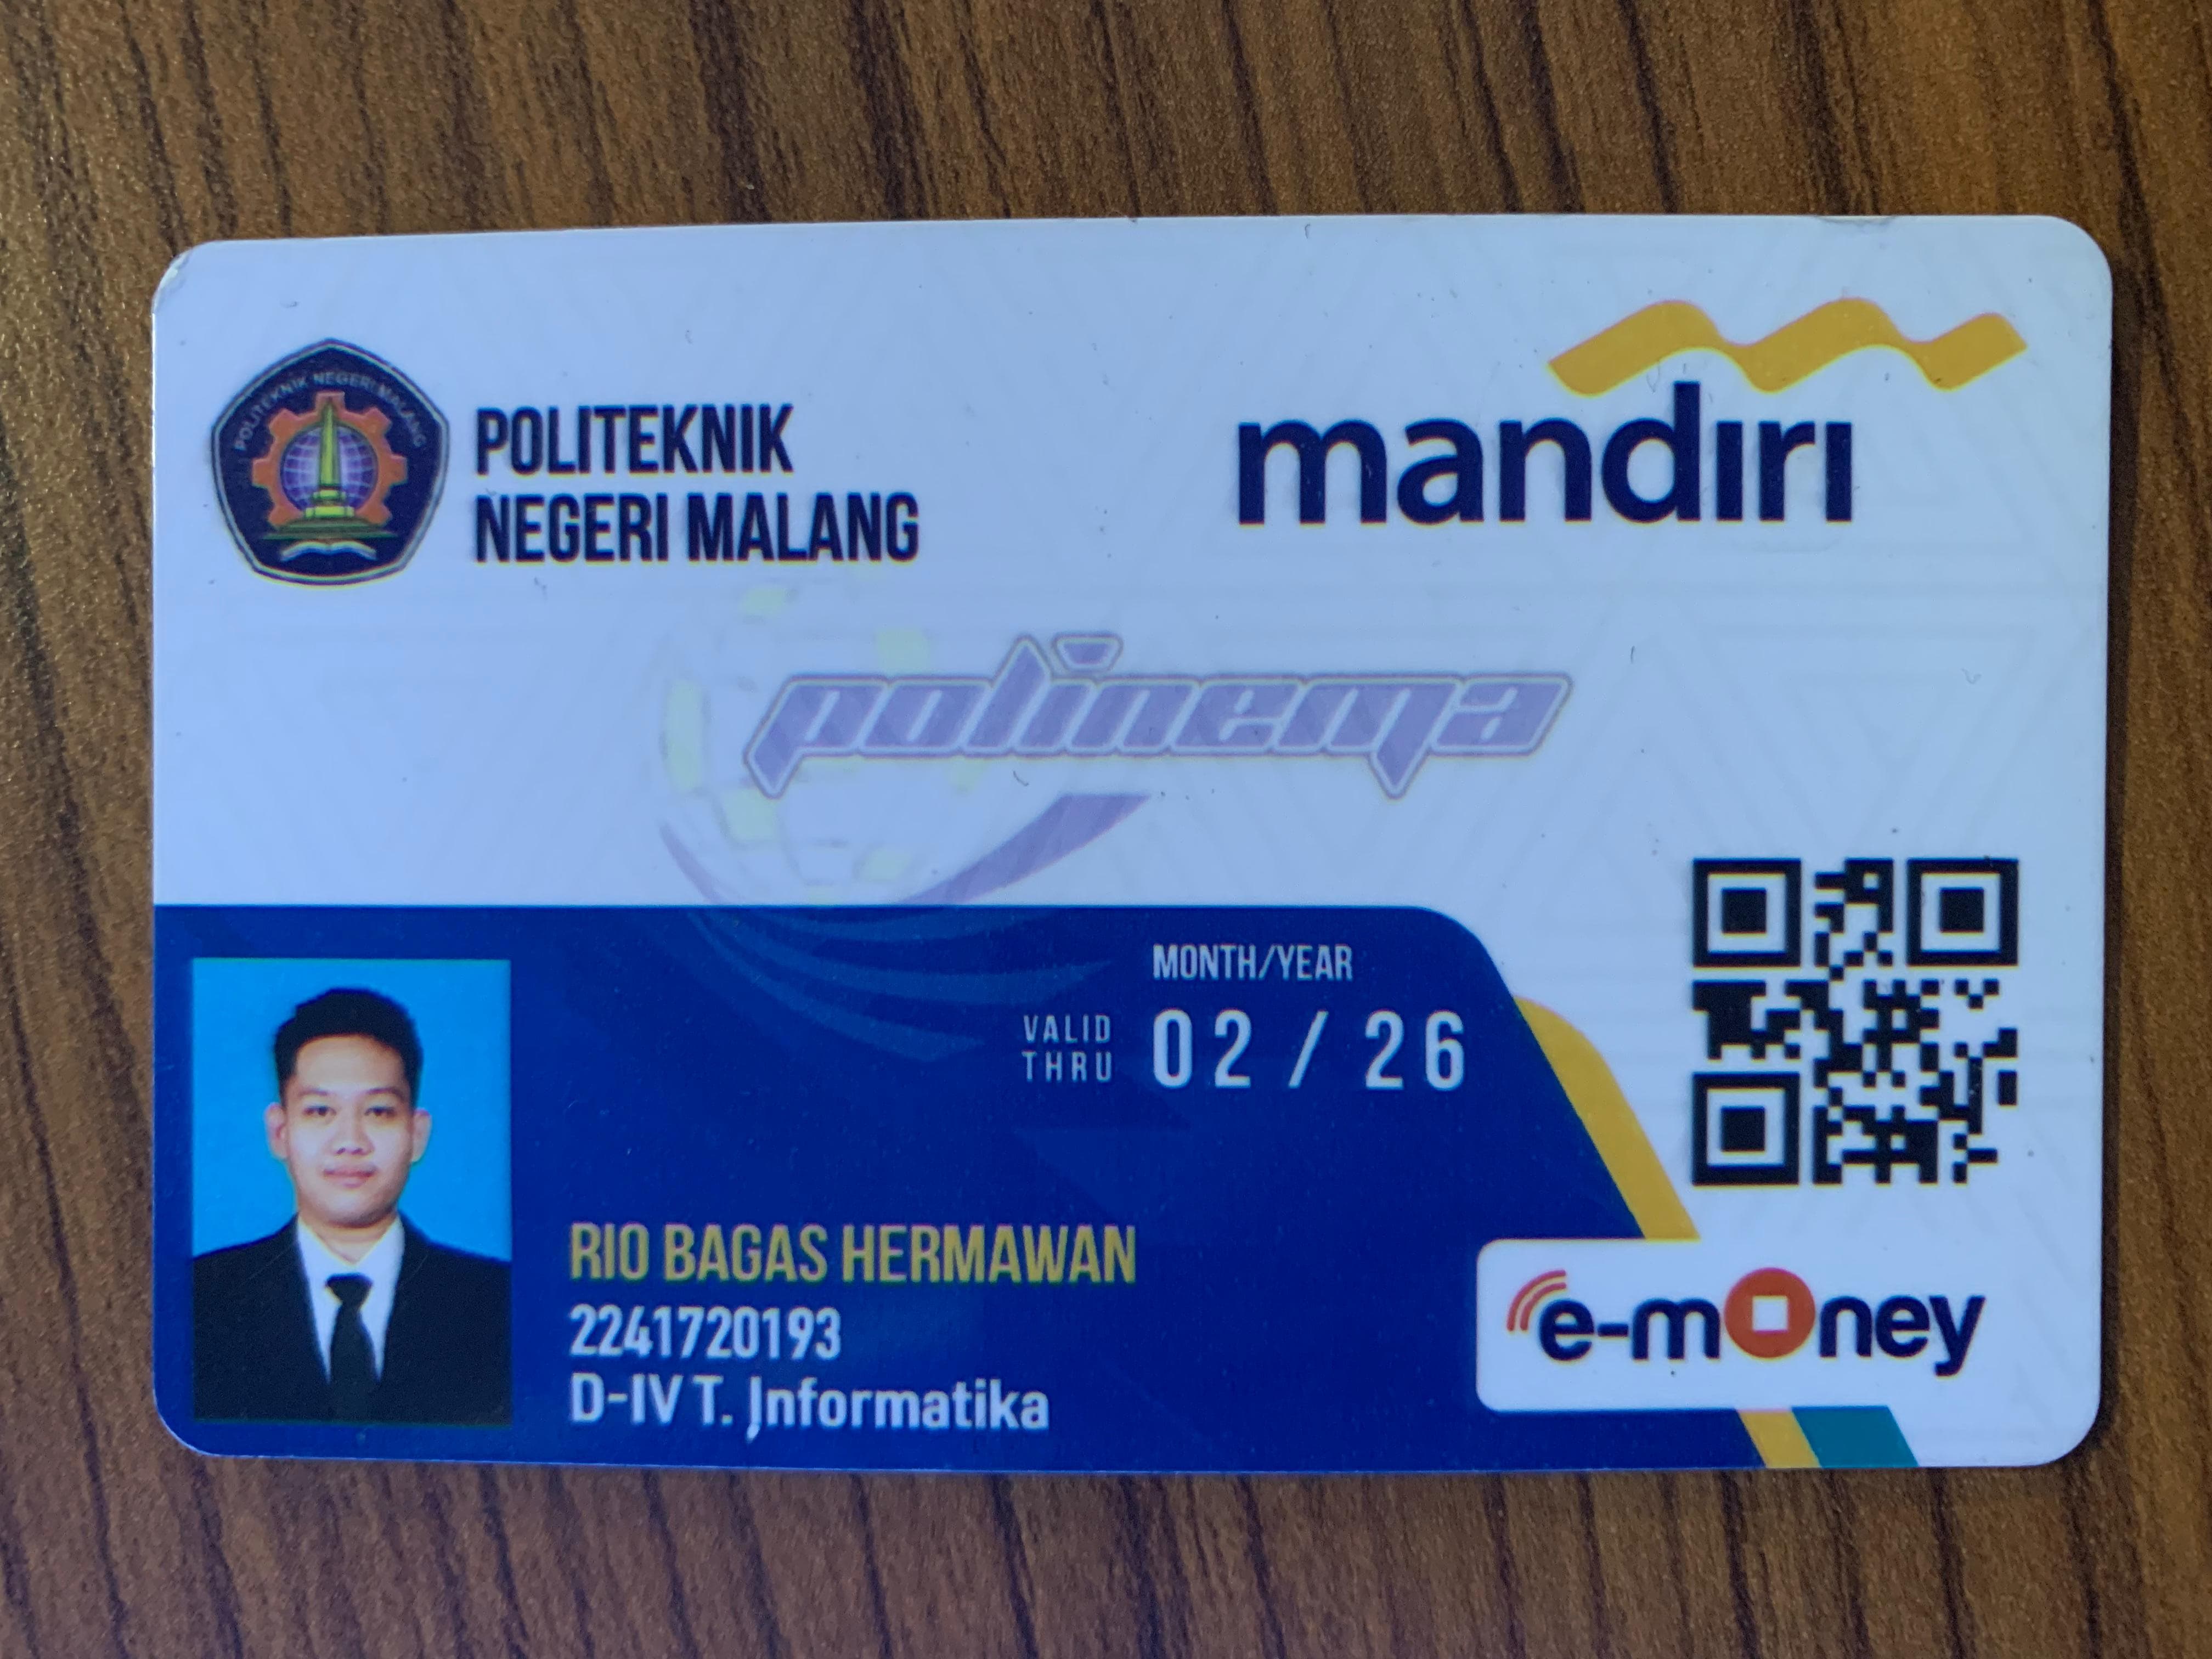 POLITEKNIK NEGERI MALANG
POLITEKNIK
NEGERI MALANG
mandiri
polinema
MONTH/YEAR
VALID
THRU
02 / 26
RIO BAGAS HERMAWAN
2241720193
D-IV T. Informatika
e-money